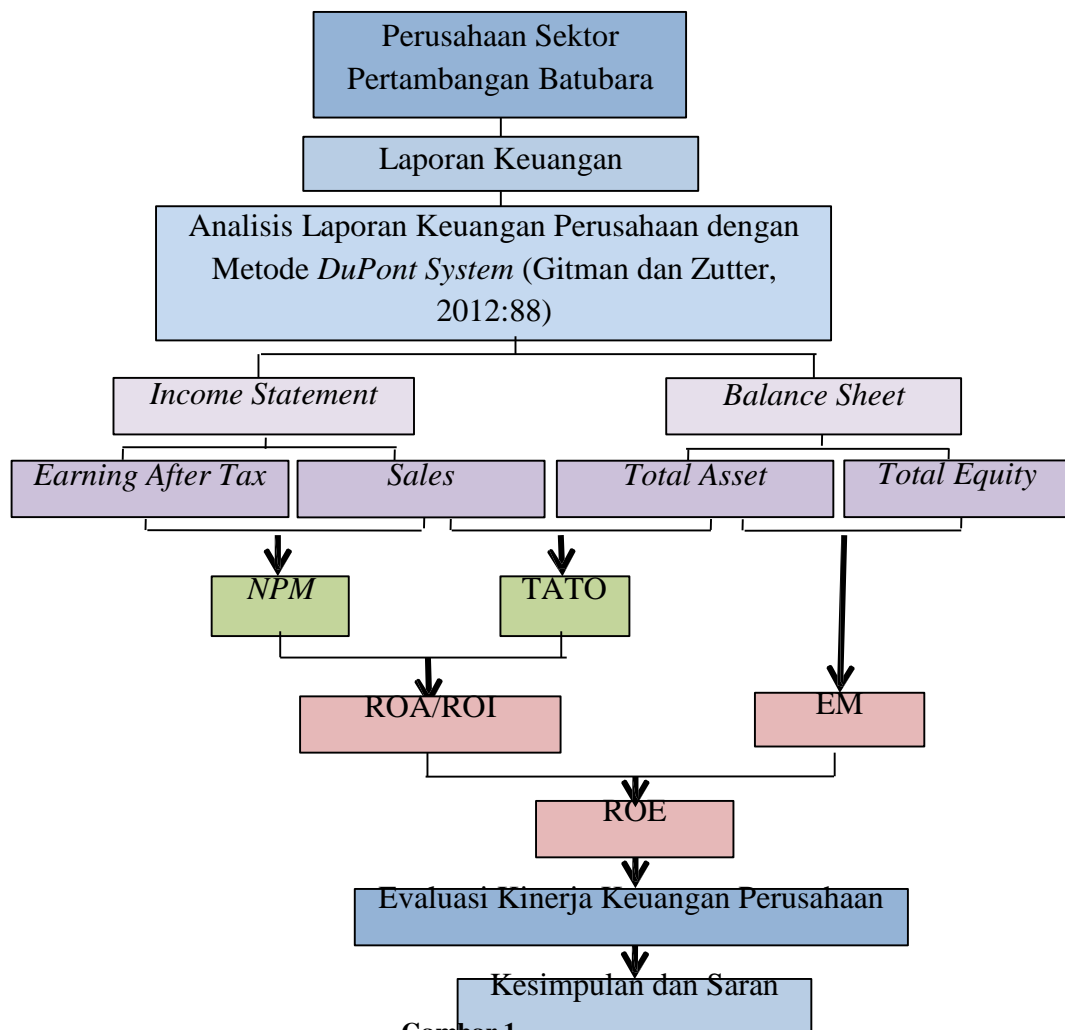 Perusahaan Sektor
Pertambangan Batubara
Laporan Keuangan
Analisis Laporan Keuangan Perusahaan dengan
Metode DuPont System (Gitman dan Zutter,
2012:88)
Income Statement
Balance Sheet
Earning After Tax
Sales
Total Asset
Total Equity
NPM
TATO
ROA/ROI
EM
ROE
Evaluasi Kinerja Keuangan Perusahaan
Kesimpulan dan Saran
Gambar 1